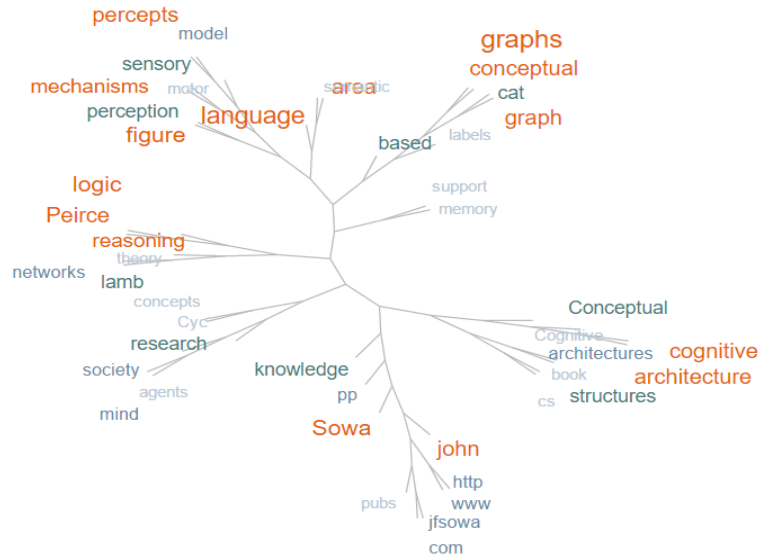 percepts
model
graphs
sensory
conceptual
mechanisms
motor
area
semantic
cat
perception
language
graph
figure
based
labels
logic
support
Peirce
memory
reasoning
theory
networks
lamb
concepts
Conceptual
Cyc
Cognitive
research
architectures
cognitive
society
knowledge
book
architecture
agents
pp
cs
structures
mind
Sowa
john
http
pubs
www
jfsowa
com